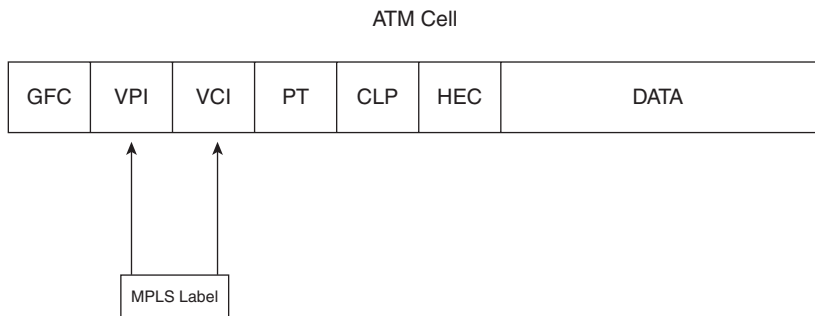 ATM Cell
GFC VPI VCI PT CLP HEC DATA
MPLS Label